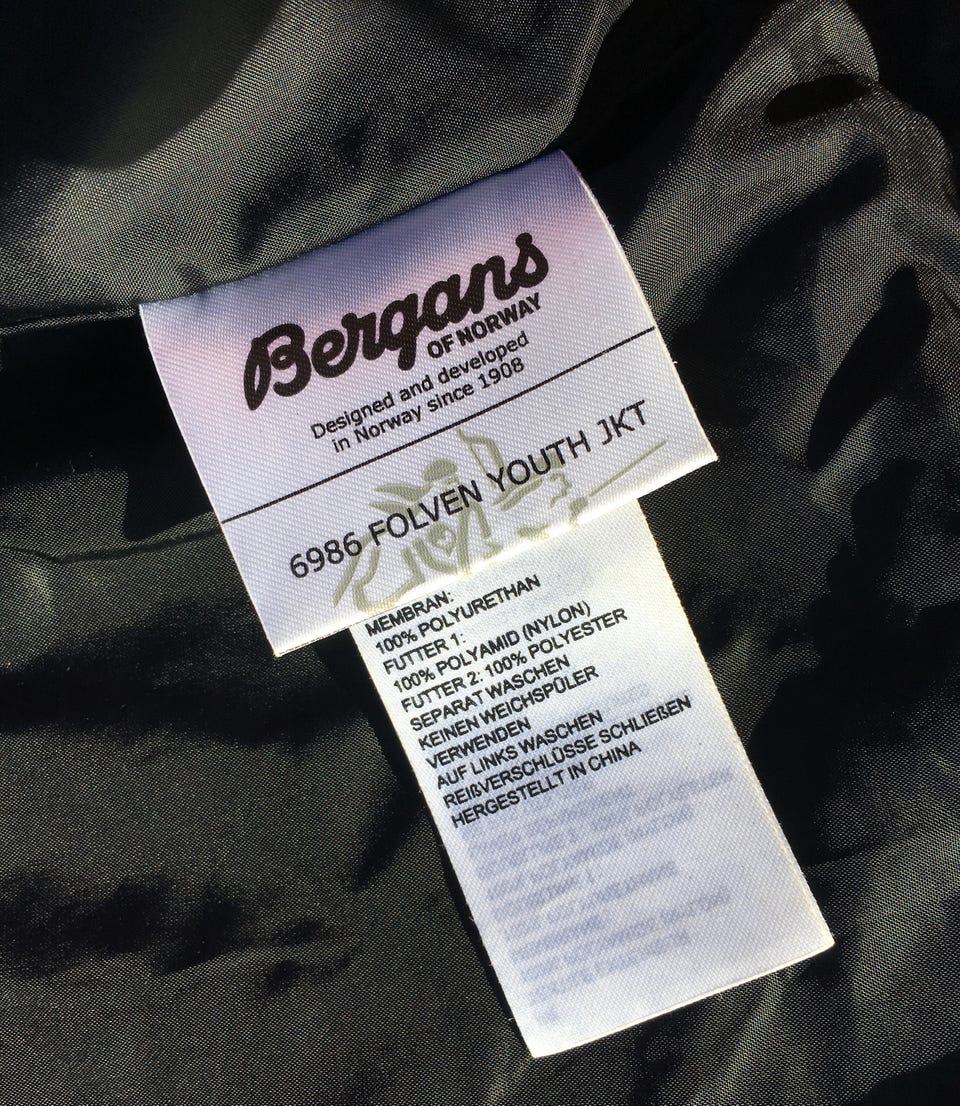 Bergans
OF NORWAY
Designed and developed
in Norway since 1908
6986 FOLVEN YOUTH JKT
MEMBRAN:
100% POLYURETHAN
FUTTER 1:
100% POLYAMID (NYLON)
FUTTER 2: 100% POLYESTER
SEPARAT WASCHEN
KEINEN WEICHSPÜLER
VERWENDEN
AUF LINKS WASCHEN
REIßVERSCHLÜSSE SCHLIEßEN
HERGESTELLT IN CHINA